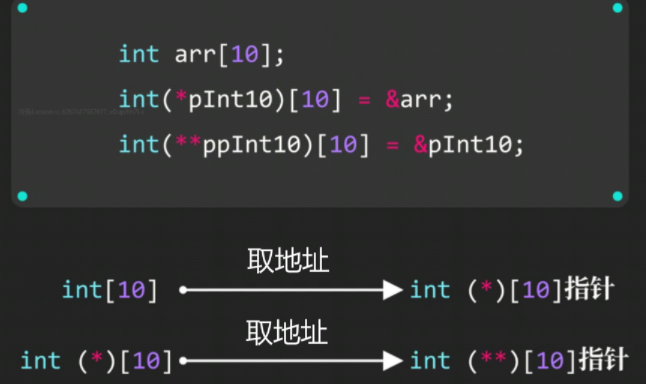 int arr[10];
int(*pInt10)[10] = &arr;
int(**ppInt10)[10] = &pInt10;
取地址
int[10] int (*)[10]指针
取地址
int (*)[10] int (**)[10]指针